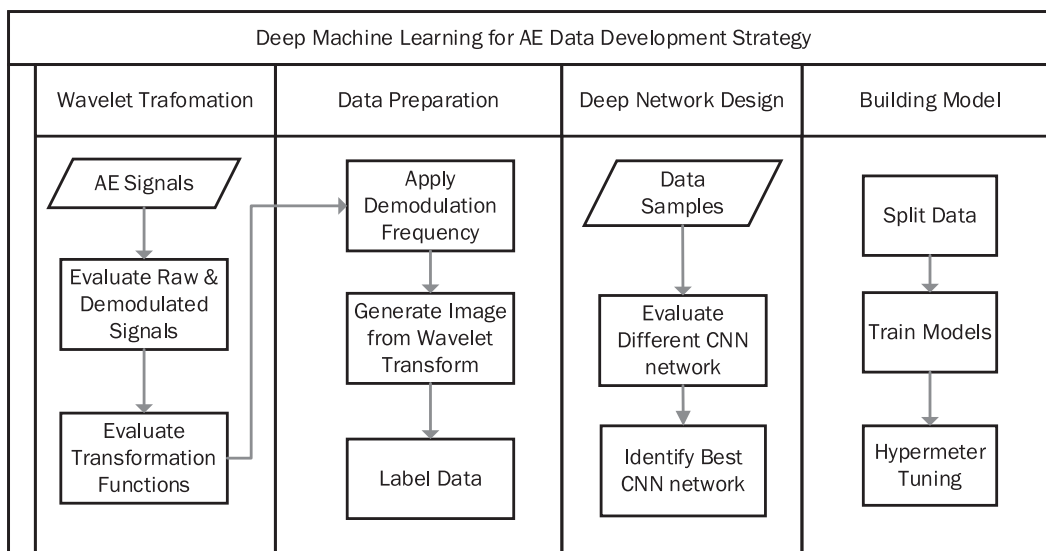 Deep Machine Learning for AE Data Development Strategy
Wavelet Trafomation
Data Preparation
Deep Network Design
Building Model
AE Signals
Evaluate Raw &
Demodulated
Signals
Evaluate
Transformation
Functions
Apply
Demodulation
Frequency
Generate Image
from Wavelet
Transform
Label Data
Data
Samples
Evaluate
Different CNN
network
Identify Best
CNN network
Split Data
Train Models
Hypermeter
Tuning